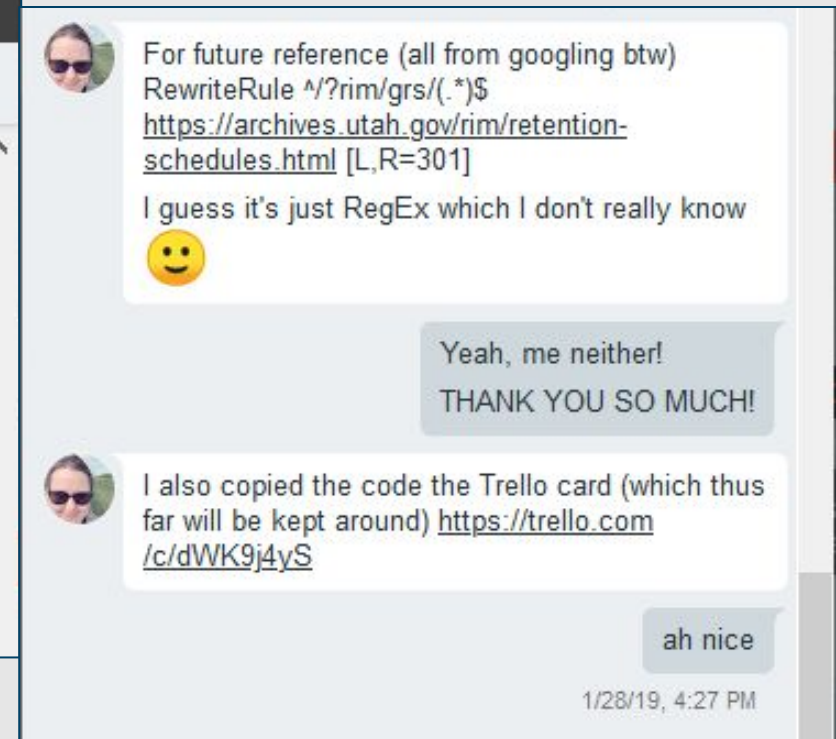 For future reference (all from googling btw)
RewriteRule ^/?rim/grs/(.*)$
https://archives.utah.gov/rim/retention-
schedules.html [L,R=301]
I guess it's just RegEx which I don't really know
Yeah, me neither!
THANK YOU SO MUCH!
I also copied the code the Trello card (which thus
far will be kept around) https://trello.com
/c/dWK9j4yS
ah nice
1/28/19, 4:27 PM